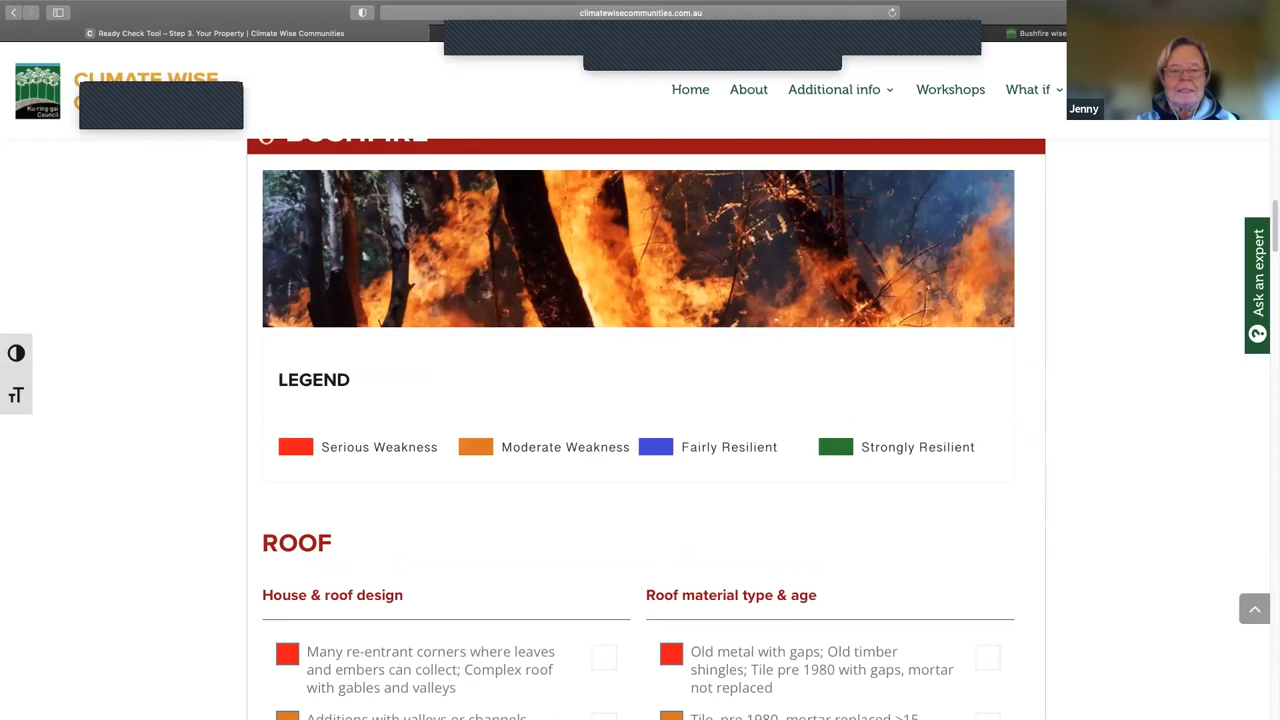 climatewisecommunities.com.au
Ready Check Tool – Step 3. Your Property | Climate Wise Communities
Bushfire wise
CLIMATE WISE
Ku-ring-gai
Council
Home About Additional info Workshops What if
Jenny
BUSHFIRE
Ask an expert
LEGEND
Serious Weakness Moderate Weakness Fairly Resilient Strongly Resilient
ROOF
House & roof design
Many re-entrant corners where leaves
and embers can collect; Complex roof
with gables and valleys
Additions with valleys or channels
Roof material type & age
Old metal with gaps; Old timber
shingles; Tile pre 1980 with gaps, mortar
not replaced
Tile, pre 1980, mortar replaced >15